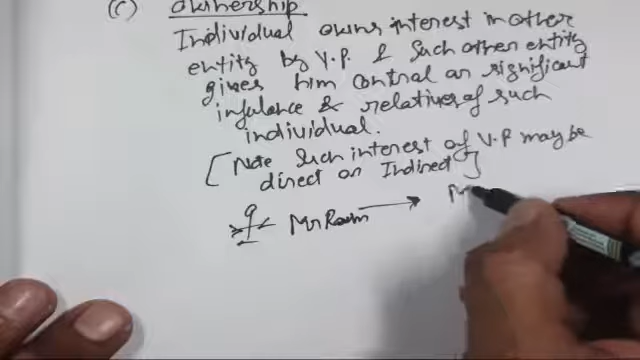 (c) ownership
Individual owns interest in other
entity by V.P. & Such other entity
gives him control or significant
infulance & relatives of such
individual.
[Note Such interest of V.P may be
direct or Indirect]
Mr Ram →